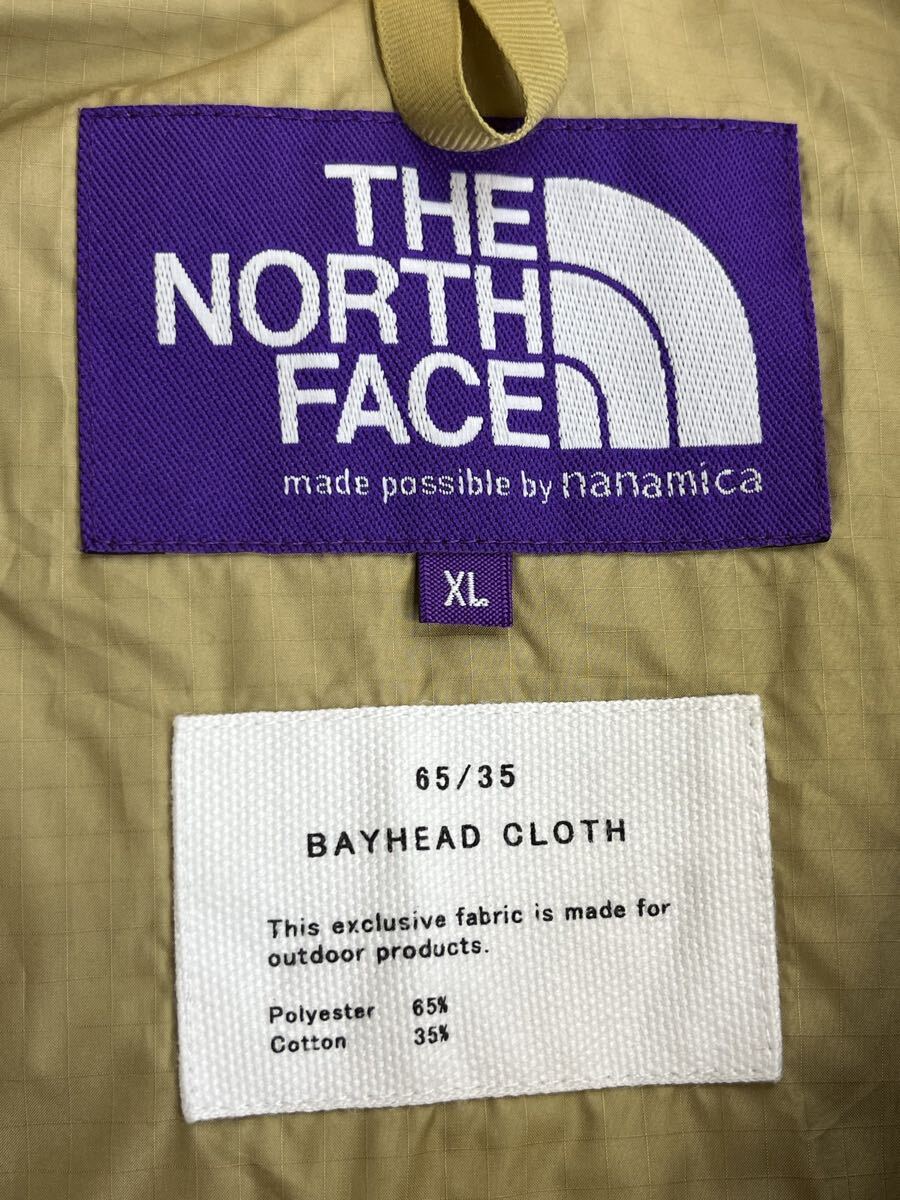 THE
NORTH
FACE
made possible by nanamica
XL
65/35
BAYHEAD CLOTH
This exclusive fabric is made for
outdoor products.
Polyester 65%
Cotton 35%